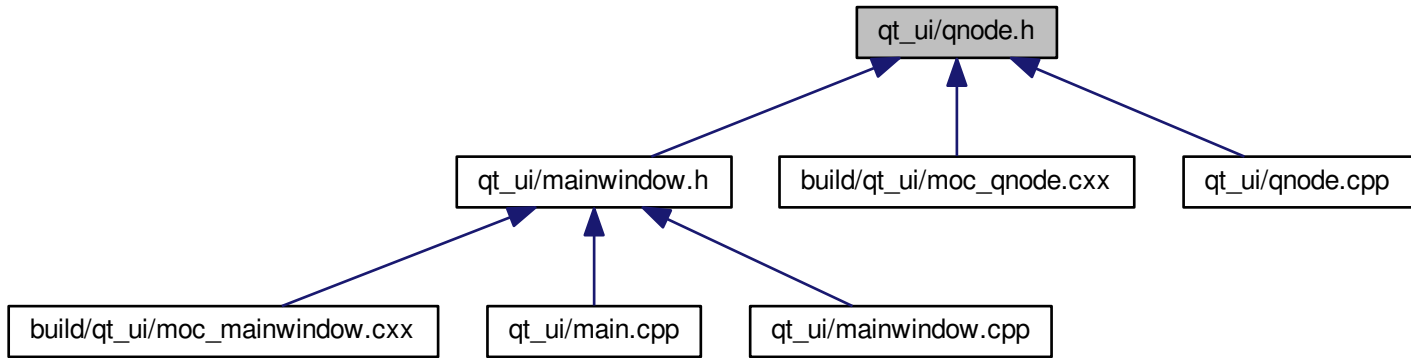 qt_ui/qnode.h
qt_ui/mainwindow.h
build/qt_ui/moc_qnode.cxx
qt_ui/qnode.cpp
build/qt_ui/moc_mainwindow.cxx
qt_ui/main.cpp
qt_ui/mainwindow.cpp